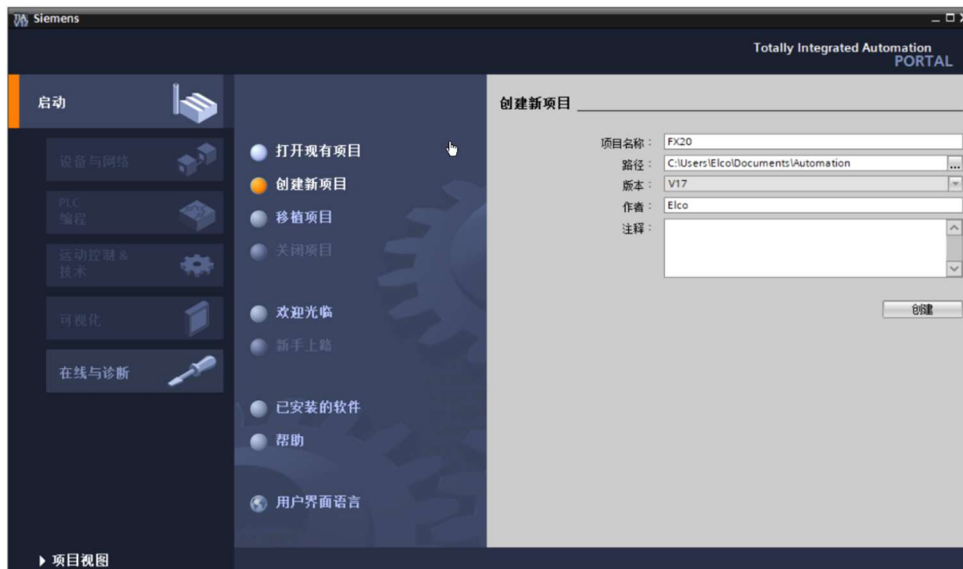 Siemens
Totally Integrated Automation
PORTAL
启动
设备与网络
PLC
编程
运动控制 &
技术
可视化
在线与诊断
打开现有项目
创建新项目
移植项目
关闭项目
欢迎光临
新手上路
已安装的软件
帮助
用户界面语言
创建新项目
项目名称：
FX20
路径：
C:\Users\Elco\Documents\Automation
...
版本：
V17
作者：
Elco
注释：
创建
项目视图